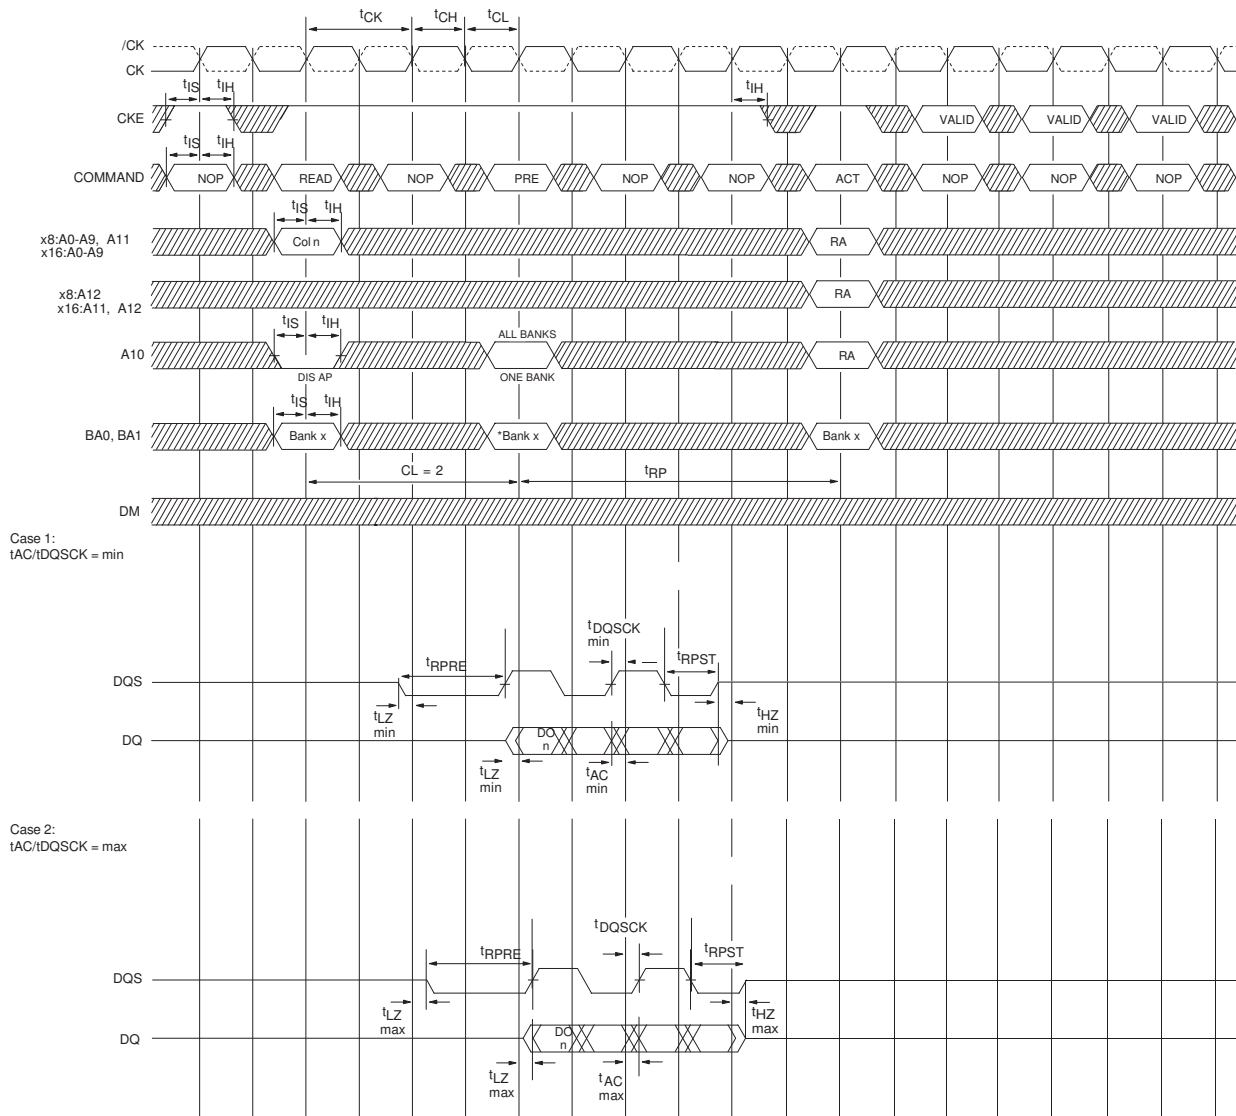 tCK tCH tCL
/CK
CK
tIS tIH tIH
CKE VALID VALID VALID
tIS tIH
COMMAND NOP READ NOP PRE NOP NOP ACT NOP NOP NOP
tIS tIH
x8:A0-A9, A11
x16:A0-A9
Col n RA
x8:A12
x16:A11, A12
RA
tIS tIH ALL BANKS
A10 RA
DIS AP ONE BANK
tIS tIH
BA0, BA1 Bank x *Bank x Bank x
CL = 2 tRP
DM
Case 1:
tAC/tDQSCK = min
tDQSCK
min
tRPRE tRPST
DQS
tLZ
min
tHZ
min
DQ DO
n
tLZ
min
tAC
min
Case 2:
tAC/tDQSCK = max
tDQSCK
tRPRE tRPST
DQS
tLZ
max
tHZ
max
DQ DO
n
tLZ
max
tAC
max